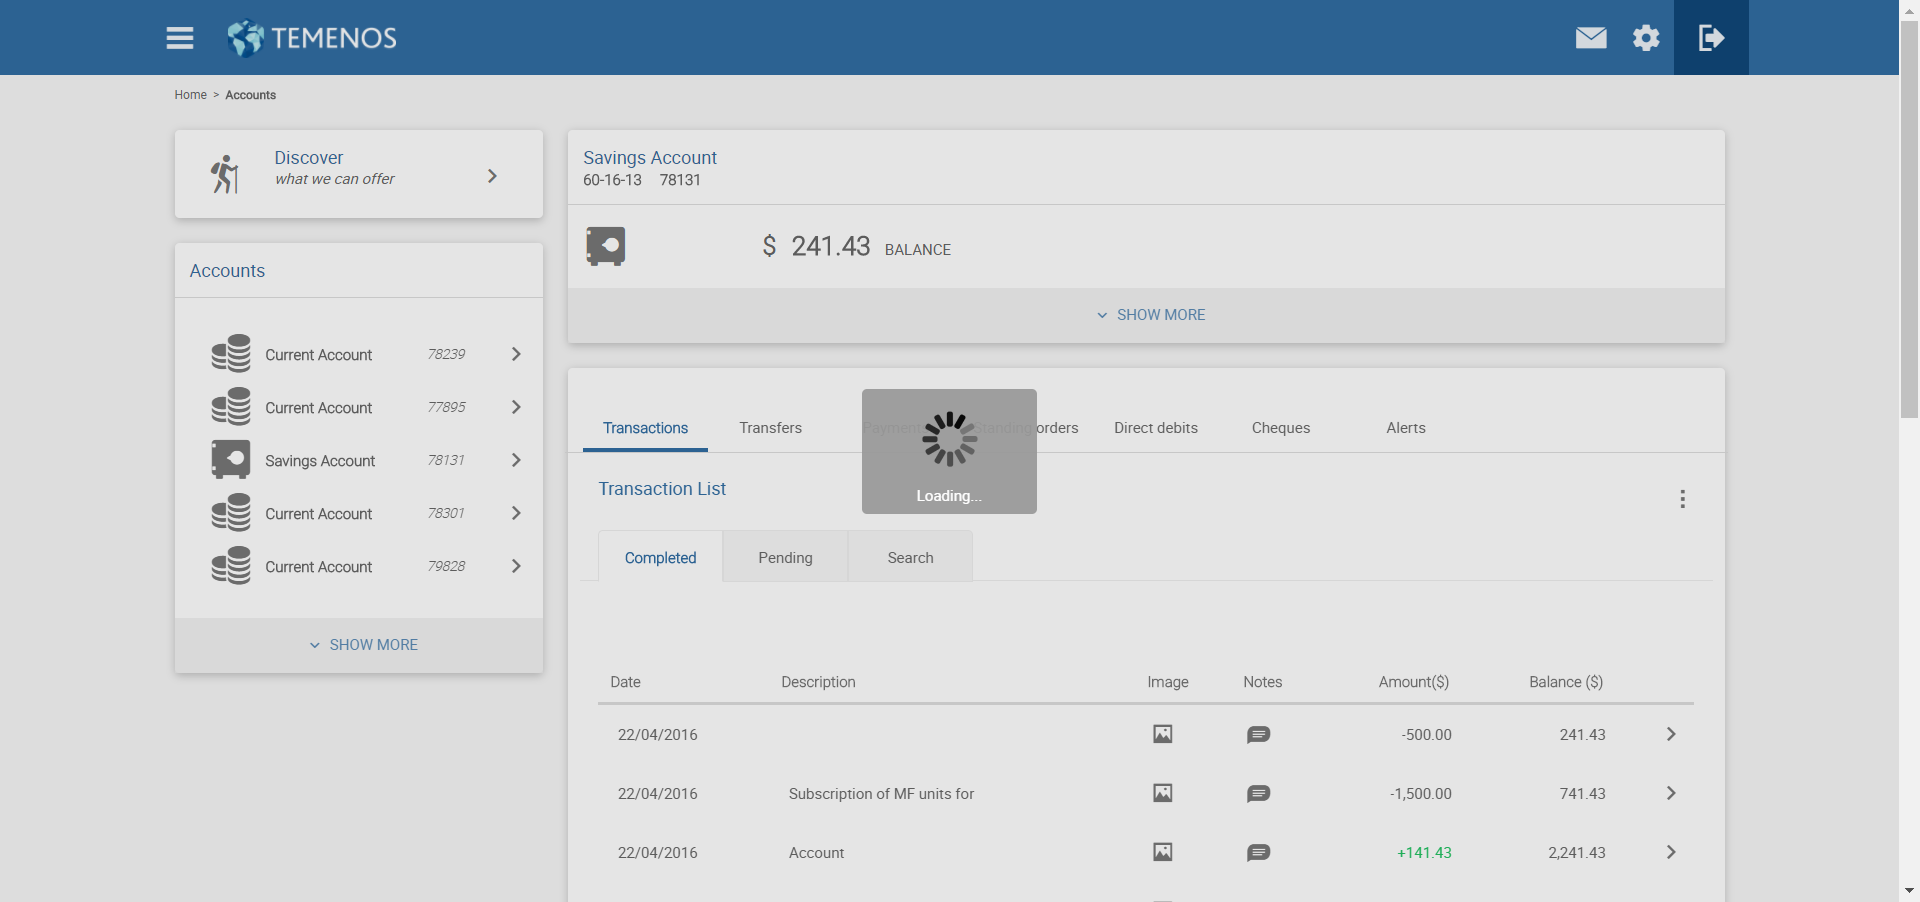 TEMENOS
Home > Accounts
Discover
what we can offer
Accounts
Current Account 78239
Current Account 77895
Savings Account 78131
Current Account 78301
Current Account 79828
SHOW MORE
Savings Account
60-16-13 78131
$ 241.43 BALANCE
SHOW MORE
Transactions Transfers Payments Standing orders Direct debits Cheques Alerts
Loading...
Transaction List
Completed Pending Search
Date Description Image Notes Amount($) Balance ($)
22/04/2016 -500.00 241.43
22/04/2016 Subscription of MF units for -1,500.00 741.43
22/04/2016 Account +141.43 2,241.43